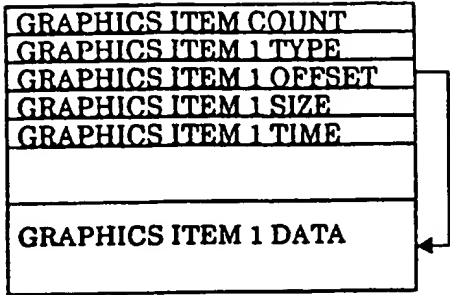 GRAPHICS ITEM COUNT
GRAPHICS ITEM 1 TYPE
GRAPHICS ITEM 1 OFFSET
GRAPHICS ITEM 1 SIZE
GRAPHICS ITEM 1 TIME
GRAPHICS ITEM 1 DATA